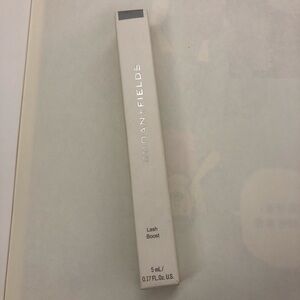 RODAN + FIELDS
Lash
Boost
5 mL/
0.17 FL.Oz. U.S.